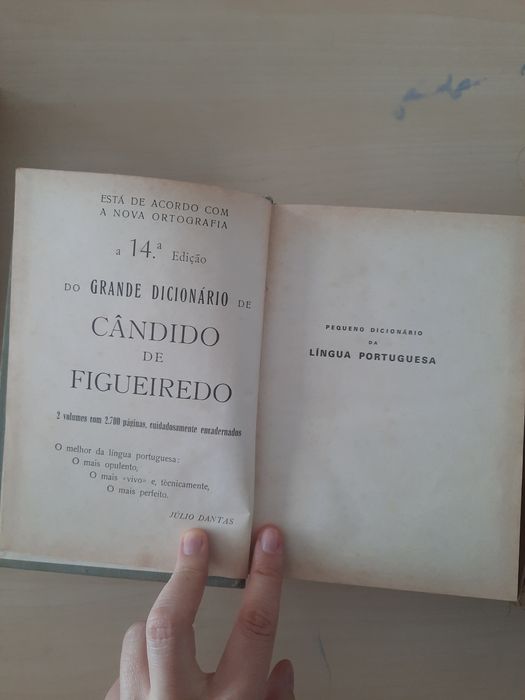 ESTÁ DE ACORDO COM
A NOVA ORTOGRAFIA
a 14.ª Edição
DO GRANDE DICIONÁRIO DE
CÂNDIDO
DE
FIGUEIREDO
2 volumes com 2.700 páginas, cuidadosamente encadernados
O melhor da língua portuguesa:
O mais opulento,
O mais «vivo» e, tècnicamente,
O mais perfeito.
JÚLIO DANTAS
PEQUENO DICIONÁRIO
DA
LÍNGUA PORTUGUESA